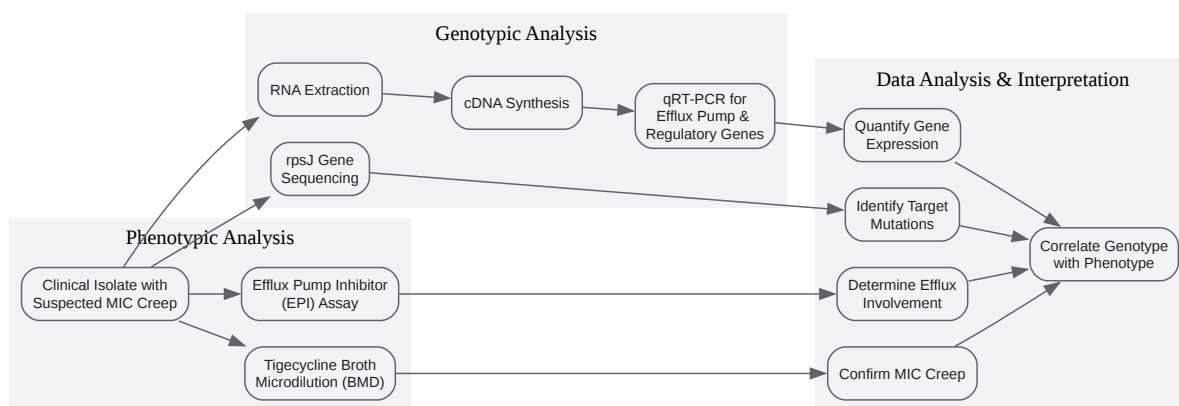 Genotypic Analysis
RNA Extraction
cDNA Synthesis
qRT-PCR for
Efflux Pump &
Regulatory Genes
rpsJ Gene
Sequencing
Phenotypic Analysis
Clinical Isolate with
Suspected MIC Creep
Efflux Pump Inhibitor
(EPI) Assay
Tigecycline Broth
Microdilution (BMD)
Data Analysis & Interpretation
Quantify Gene
Expression
Identify Target
Mutations
Determine Efflux
Involvement
Confirm MIC Creep
Correlate Genotype
with Phenotype